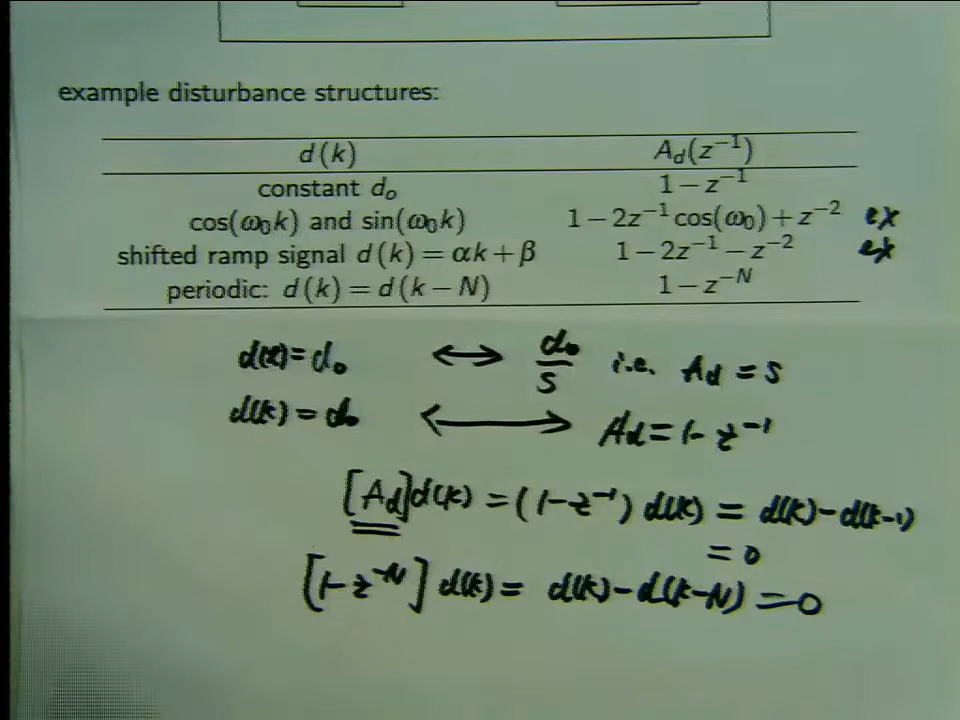 example disturbance structures:
d(k) A_d(z^{-1})
constant d_o 1−z^{-1}
cos(ω_0k) and sin(ω_0k) 1−2z^{-1} cos(ω_0)+z^{-2} ex
shifted ramp signal d(k)=αk+β 1−2z^{-1}−z^{-2} ex
periodic: d(k)=d(k−N) 1−z^{-N}
d(t)=d_o ↔ d_o/S i.e. A_d = S
d(k)=d_o ⟷ A_d=1-z^{-1}
[A_d]d(k) =(1-z^{-1}) d(k) = d(k)-d(k-1)
=0
[1-z^{-N}] d(k)= d(k)-d(k-N)=0